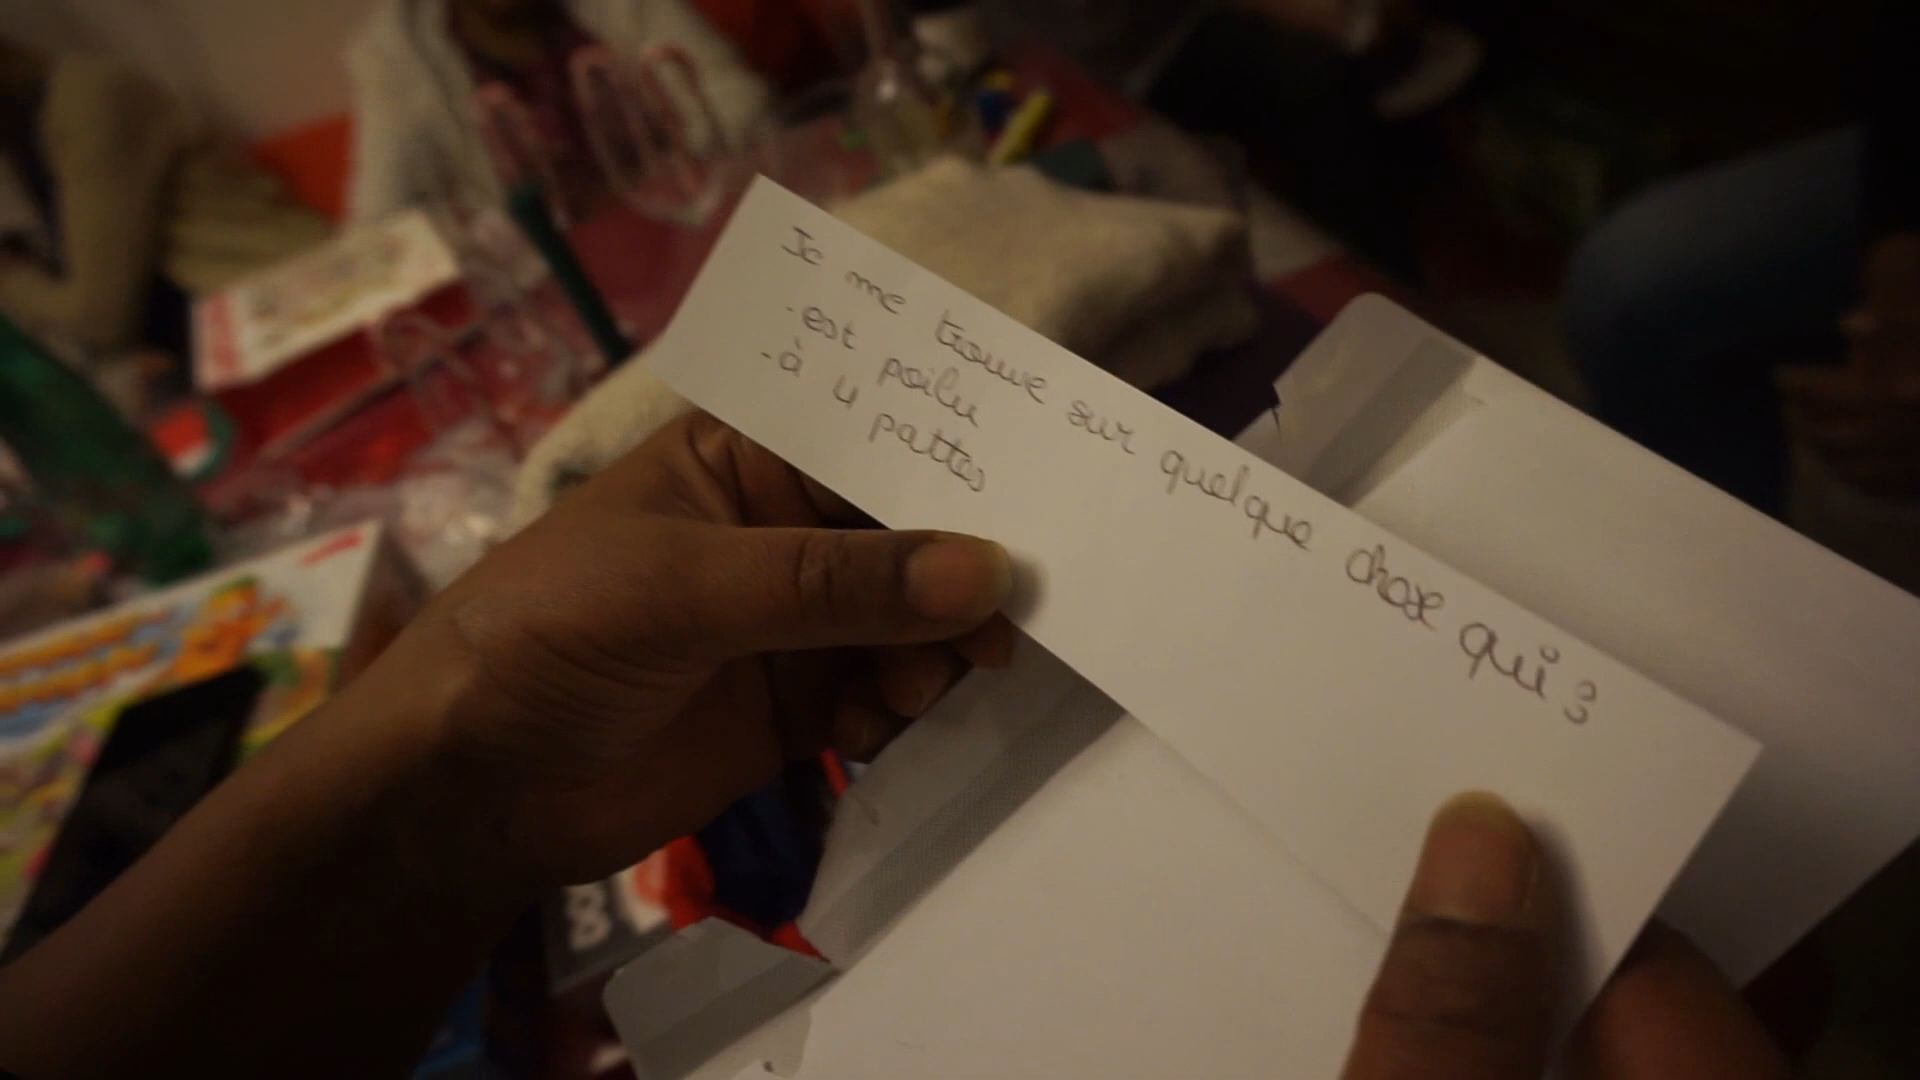 Je me trouve sur quelque chose qui :
- est poilu
- à 4 pattes